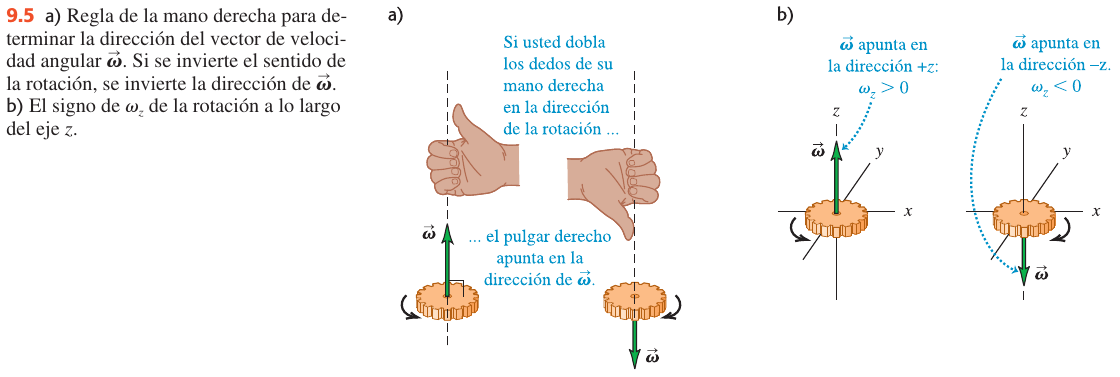 9.5 a) Regla de la mano derecha para de-
terminar la dirección del vector de veloci-
dad angular ω⃗. Si se invierte el sentido de
la rotación, se invierte la dirección de ω⃗.
b) El signo de ω_z de la rotación a lo largo
del eje z.
a)
Si usted dobla
los dedos de su
mano derecha
en la dirección
de la rotación ...
ω⃗
... el pulgar derecho
apunta en la
dirección de ω⃗.
ω⃗
b)
ω⃗ apunta en
la dirección +z:
ω_z > 0
z
ω⃗
y
x
ω⃗ apunta en
la dirección –z.
ω_z < 0
z
y
x
ω⃗